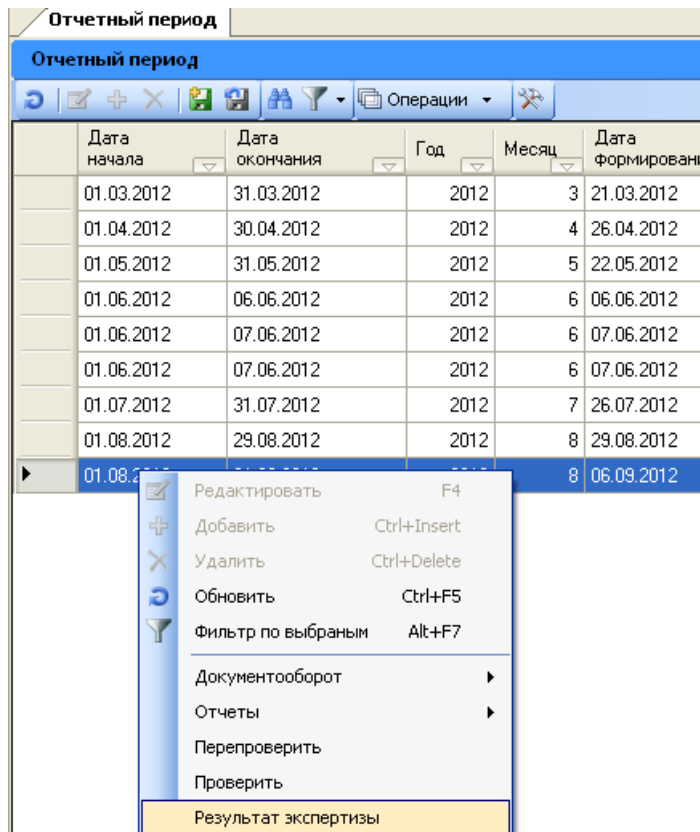 Отчетный период
Отчетный период
Операции
Дата начала Дата окончания Год Месяц Дата формировани
01.03.2012 31.03.2012 2012 3 21.03.2012
01.04.2012 30.04.2012 2012 4 26.04.2012
01.05.2012 31.05.2012 2012 5 22.05.2012
01.06.2012 06.06.2012 2012 6 06.06.2012
01.06.2012 07.06.2012 2012 6 07.06.2012
01.06.2012 07.06.2012 2012 6 07.06.2012
01.07.2012 31.07.2012 2012 7 26.07.2012
01.08.2012 29.08.2012 2012 8 29.08.2012
8 06.09.2012
Редактировать F4
Добавить Ctrl+Insert
Удалить Ctrl+Delete
Обновить Ctrl+F5
Фильтр по выбраным Alt+F7
Документооборот
Отчеты
Перепроверить
Проверить
Результат экспертизы